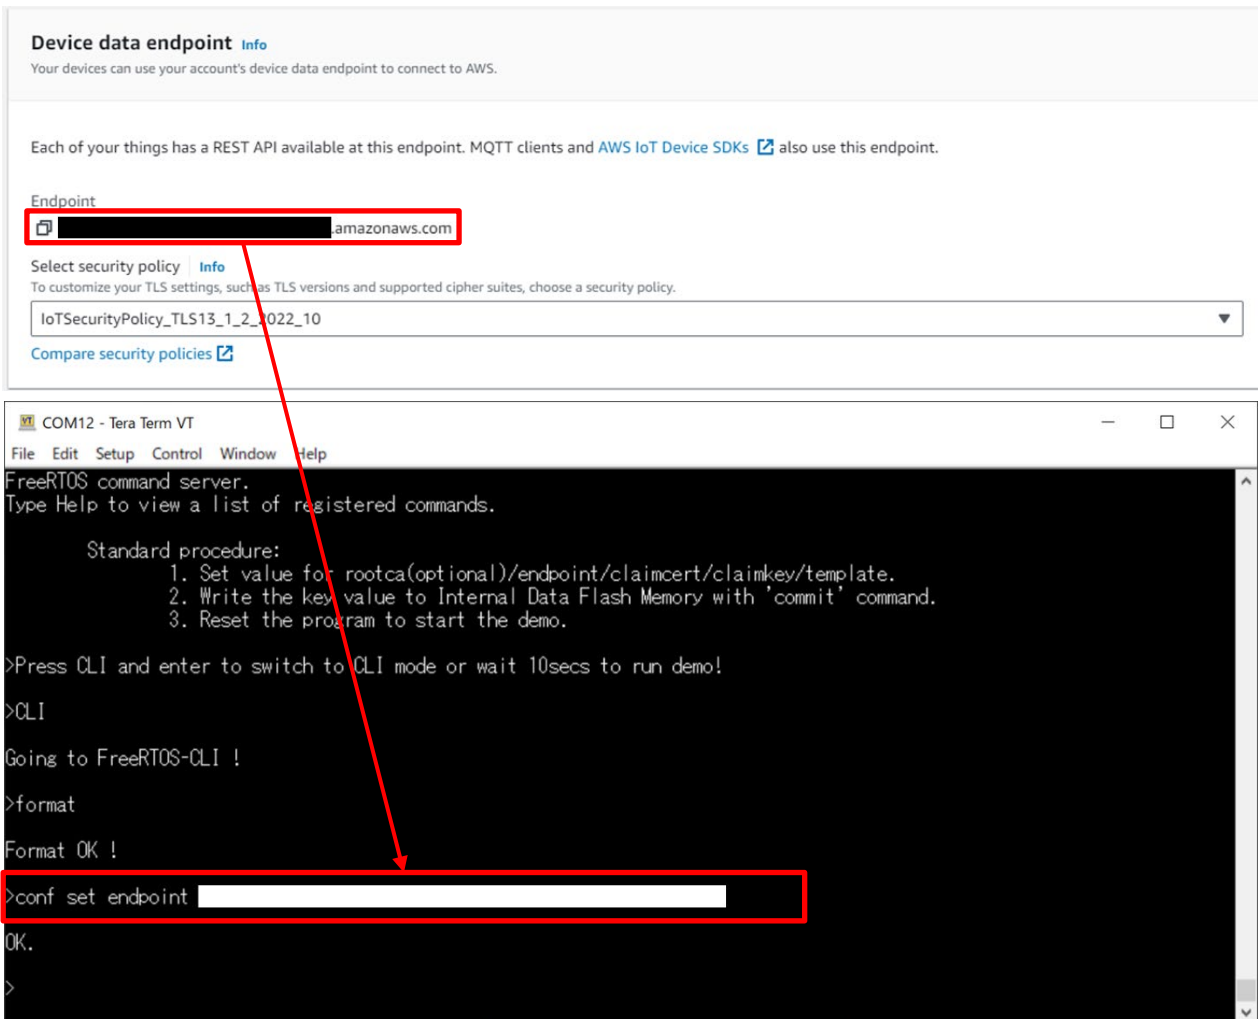 Device data endpoint Info
Your devices can use your account's device data endpoint to connect to AWS.
Each of your things has a REST API available at this endpoint. MQTT clients and AWS IoT Device SDKs also use this endpoint.
Endpoint
.amazonaws.com
Select security policy Info
To customize your TLS settings, such as TLS versions and supported cipher suites, choose a security policy.
IoTSecurityPolicy_TLS13_1_2_2022_10
Compare security policies
COM12 - Tera Term VT
File Edit Setup Control Window Help
FreeRTOS command server.
Type Help to view a list of registered commands.
Standard procedure:
1. Set value for rootca(optional)/endpoint/claimcert/claimkey/template.
2. Write the key value to Internal Data Flash Memory with 'commit' command.
3. Reset the program to start the demo.
>Press CLI and enter to switch to CLI mode or wait 10secs to run demo!
>CLI
Going to FreeRTOS-CLI !
>format
Format OK !
>conf set endpoint
OK.
>